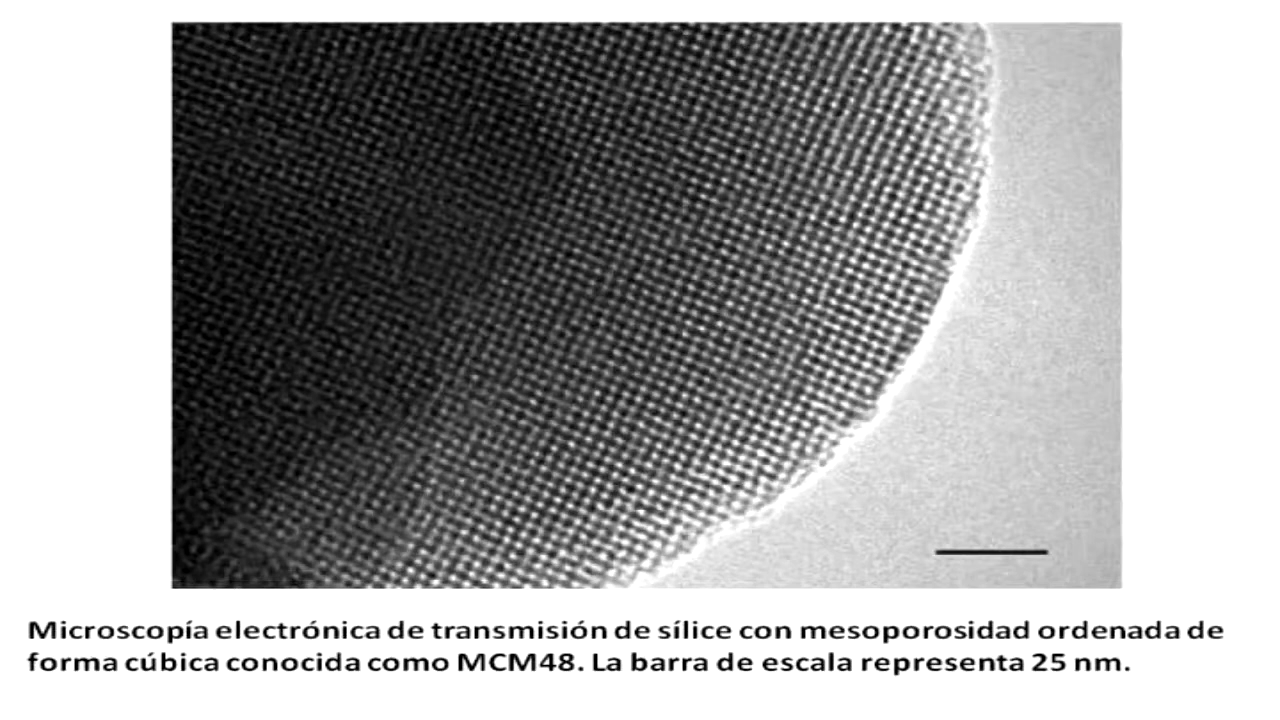 Microscopía electrónica de transmisión de sílice con mesoporosidad ordenada de
forma cúbica conocida como MCM48. La barra de escala representa 25 nm.